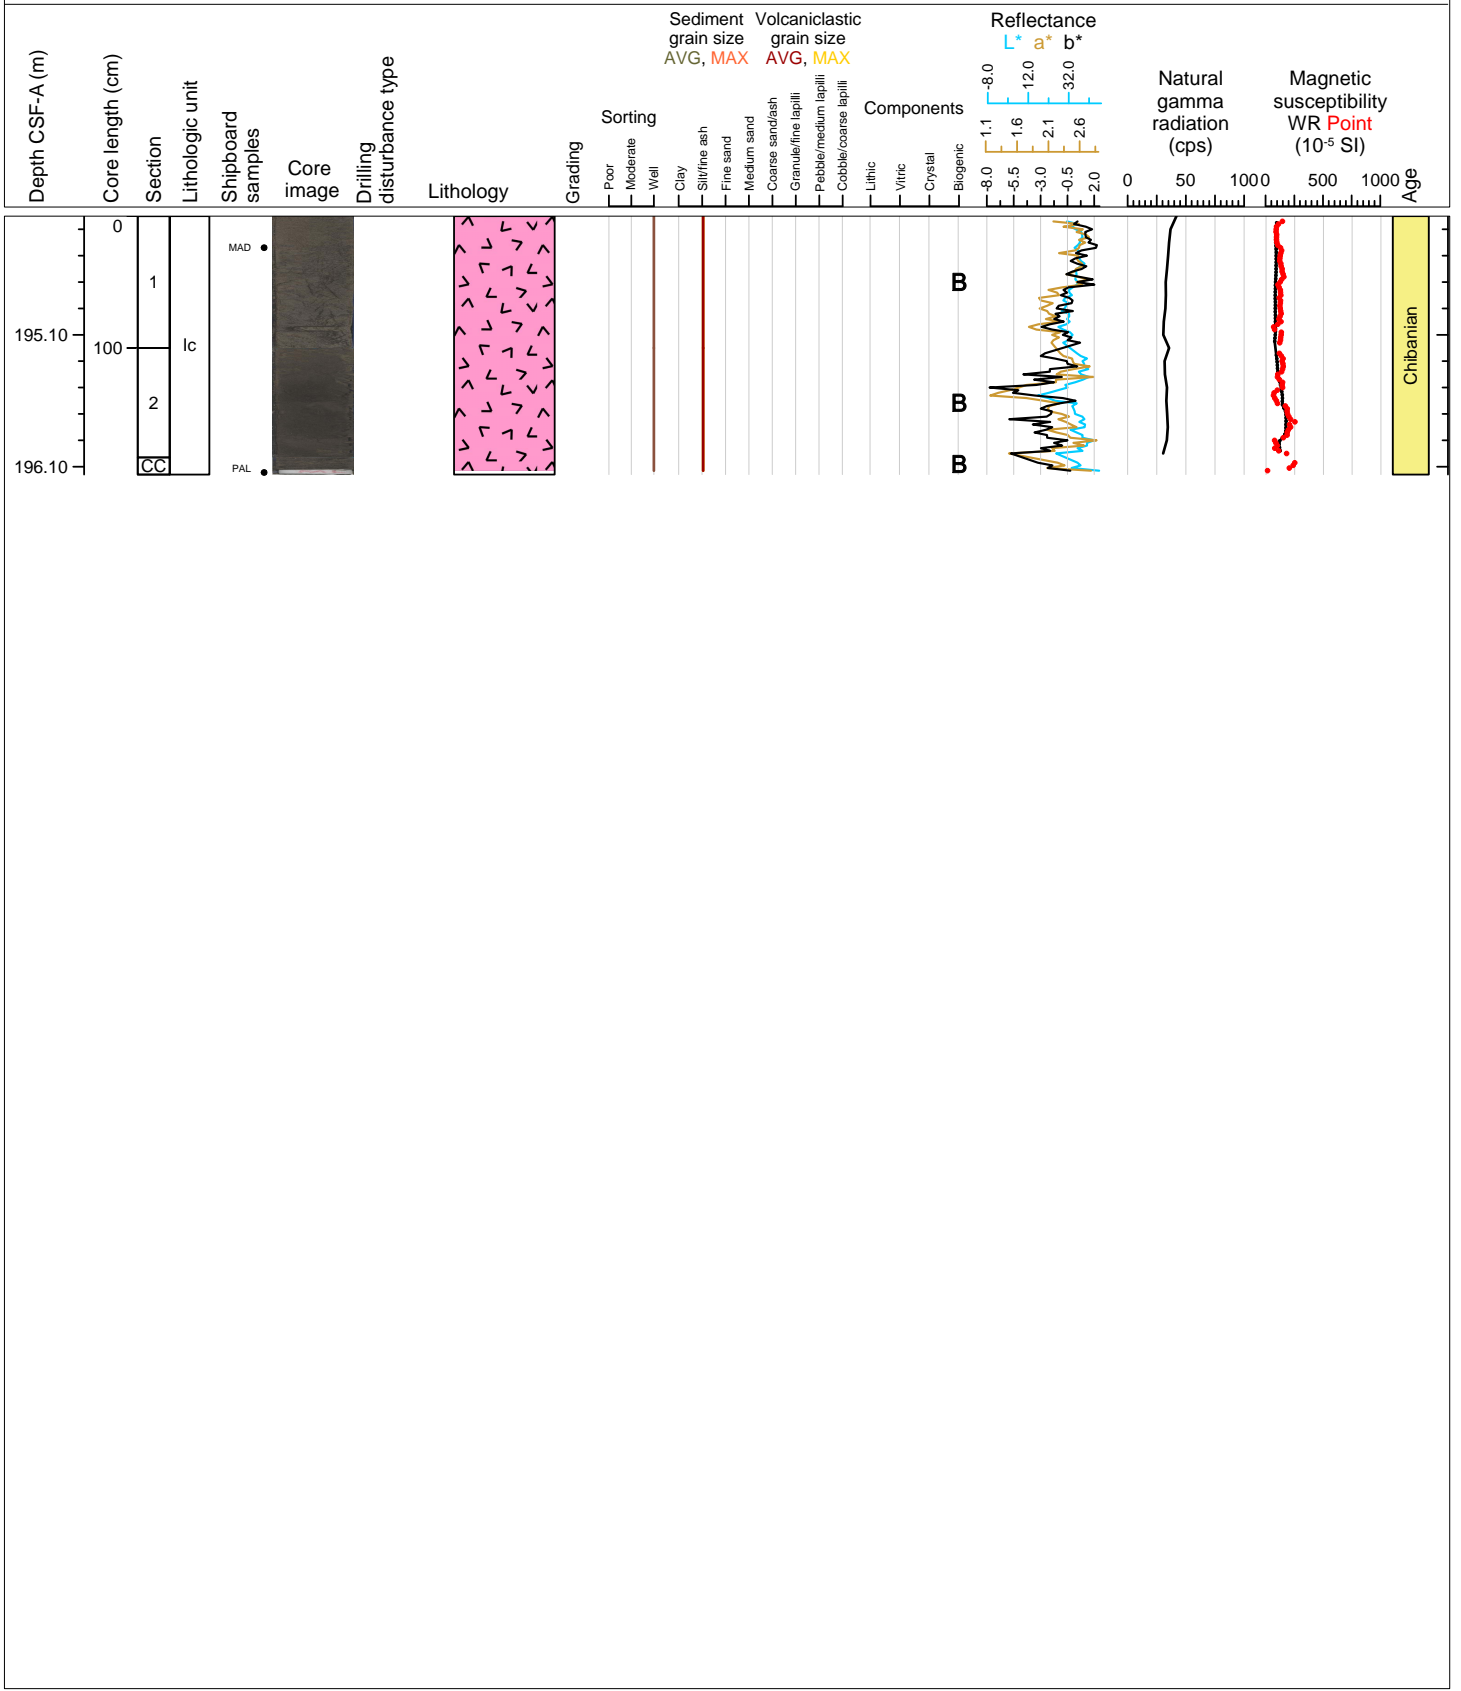 Depth CSF-A (m)
Core length (cm)
Section
Lithologic unit
Shipboard
samples
Core
image
Drilling
disturbance type
Lithology
Grading
Sorting
Poor
Moderate
Well
Sediment
grain size
AVG, MAX
Volcaniclastic
grain size
AVG, MAX
Clay
Silt/fine ash
Fine sand
Medium sand
Coarse sand/ash
Granule/fine lapilli
Pebble/medium lapilli
Cobble/coarse lapilli
Components
Lithic
Vitric
Crystal
Biogenic
Reflectance
L* a* b*
-8.0 12.0 32.0
1.1 1.6 2.1 2.6
-8.0 -5.5 -3.0 -0.5 2.0
Natural
gamma
radiation
(cps)
0 50 100
Magnetic
susceptibility
WR Point
(10-5 SI)
0 500 1000
Age
0
MAD
1
B
195.10
100
Ic
Chibanian
2
B
196.10
CC
PAL
B